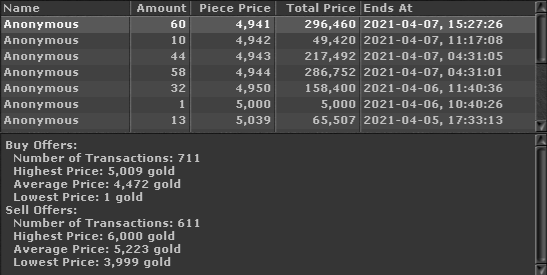 Name Amount Piece Price Total Price Ends At
Anonymous 60 4,941 296,460 2021-04-07, 15:27:26
Anonymous 10 4,942 49,420 2021-04-07, 11:17:08
Anonymous 44 4,943 217,492 2021-04-07, 04:31:05
Anonymous 58 4,944 286,752 2021-04-07, 04:31:01
Anonymous 32 4,950 158,400 2021-04-06, 11:40:36
Anonymous 1 5,000 5,000 2021-04-06, 10:40:26
Anonymous 13 5,039 65,507 2021-04-05, 17:33:13
Buy Offers:
Number of Transactions: 711
Highest Price: 5,009 gold
Average Price: 4,472 gold
Lowest Price: 1 gold
Sell Offers:
Number of Transactions: 611
Highest Price: 6,000 gold
Average Price: 5,223 gold
Lowest Price: 3,999 gold